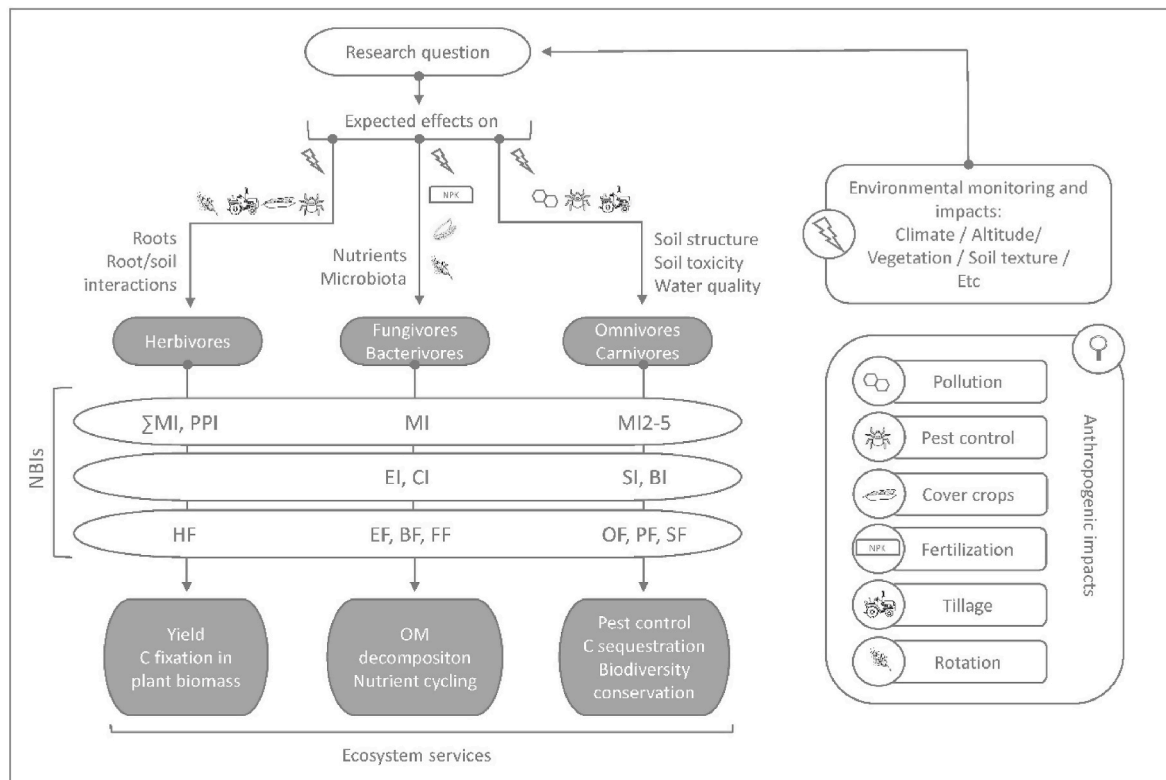 Research question
Expected effects on
NPK
Roots
Root/soil
interactions
Nutrients
Microbiota
Soil structure
Soil toxicity
Water quality
Environmental monitoring and
impacts:
Climate / Altitude/
Vegetation / Soil texture /
Etc
Herbivores
Fungivores
Bacterivores
Omnivores
Carnivores
NBIs
∑MI, PPI
MI
MI2-5
EI, CI
SI, BI
HF
EF, BF, FF
OF, PF, SF
Yield
C fixation in
plant biomass
OM
decompositon
Nutrient cycling
Pest control
C sequestration
Biodiversity
conservation
Ecosystem services
Pollution
Pest control
Cover crops
NPK
Fertilization
Tillage
Rotation
Anthropogenic impacts